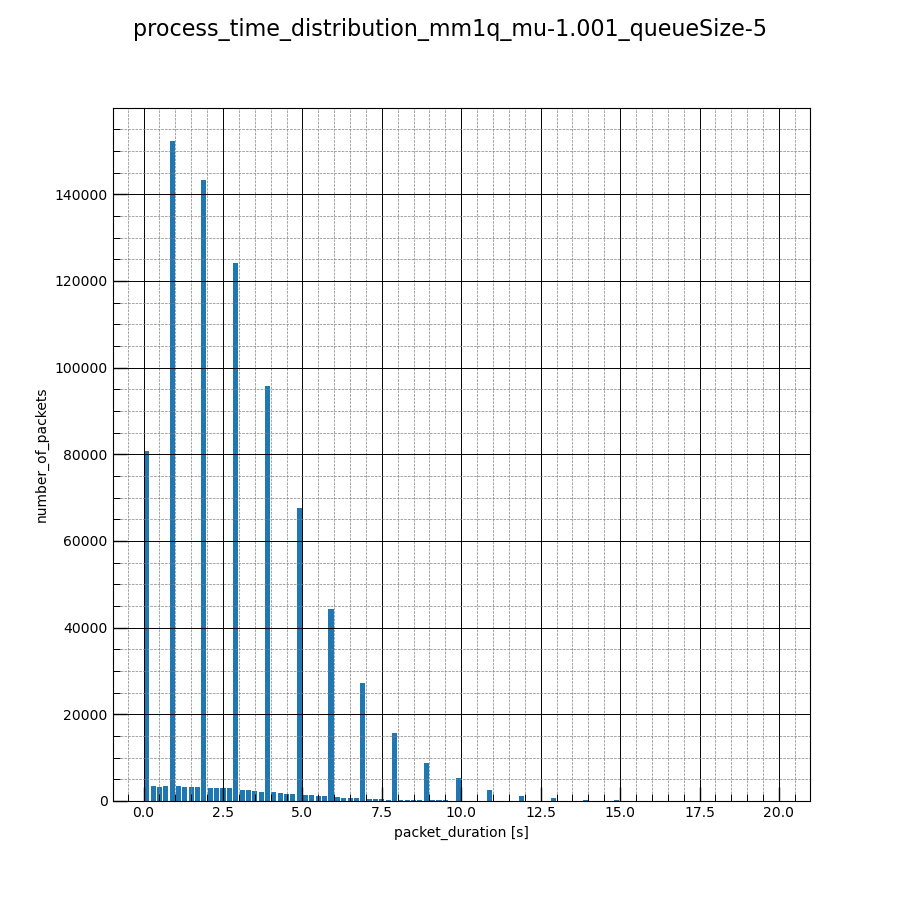 process_time_distribution_mm1q_mu-1.001_queueSize-5
number_of_packets
140000
120000
100000
80000
60000
40000
20000
0
0.0 2.5 5.0 7.5 10.0 12.5 15.0 17.5 20.0
packet_duration [s]